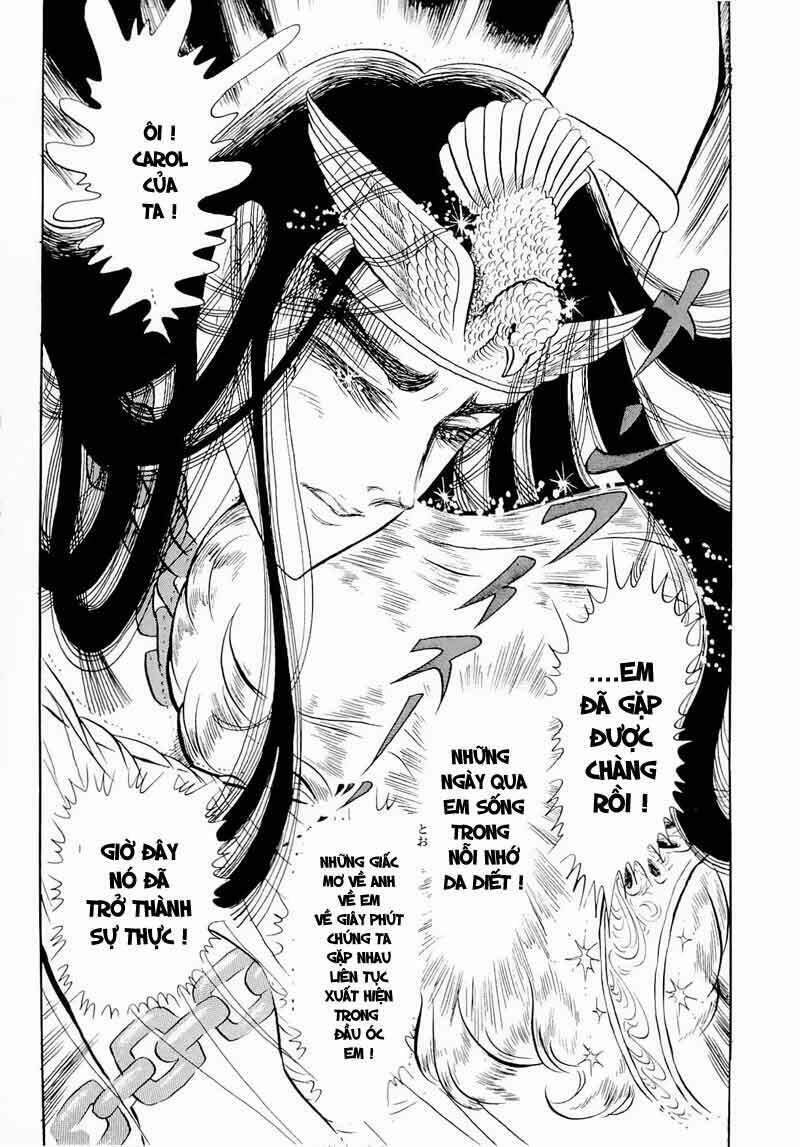 ÔI !
CAROL
CỦA
TA !
....EM
ĐÃ GẶP
ĐƯỢC
CHÀNG
RỒI !
NHỮNG
NGÀY QUA
EM SỐNG
TRONG
NỖI NHỚ
DA DIẾT !
とお
NHỮNG GIẤC
MƠ VỀ ANH
VỀ EM
VỀ GIÂY PHÚT
CHÚNG TA
GẶP NHAU
LIÊN TỤC
XUẤT HIỆN
TRONG
ĐẦU ÓC
EM !
GIỜ ĐÂY
NÓ ĐÃ
TRỞ THÀNH
SỰ THỰC !